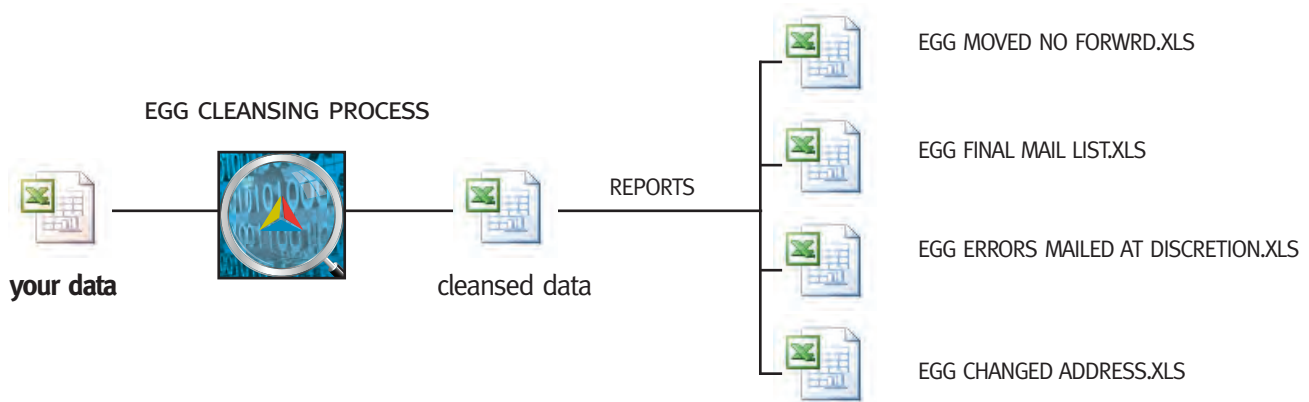 EGG CLEANSING PROCESS
your data
cleansed data
REPORTS
EGG MOVED NO FORWRD.XLS
EGG FINAL MAIL LIST.XLS
EGG ERRORS MAILED AT DISCRETION.XLS
EGG CHANGED ADDRESS.XLS